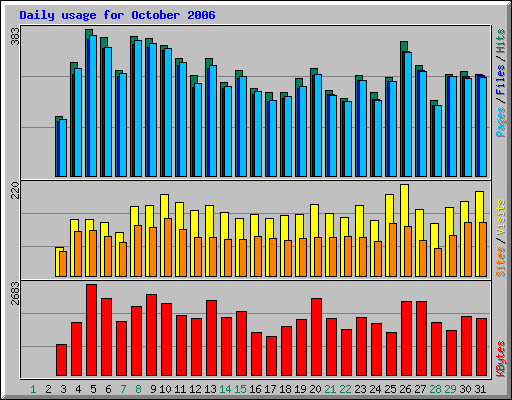 Daily usage for October 2006
383
Pages/Files/Hits
220
Sites/Visits
2683
KBytes
1 2 3 4 5 6 7 8 9 10 11 12 13 14 15 16 17 18 19 20 21 22 23 24 25 26 27 28 29 30 31